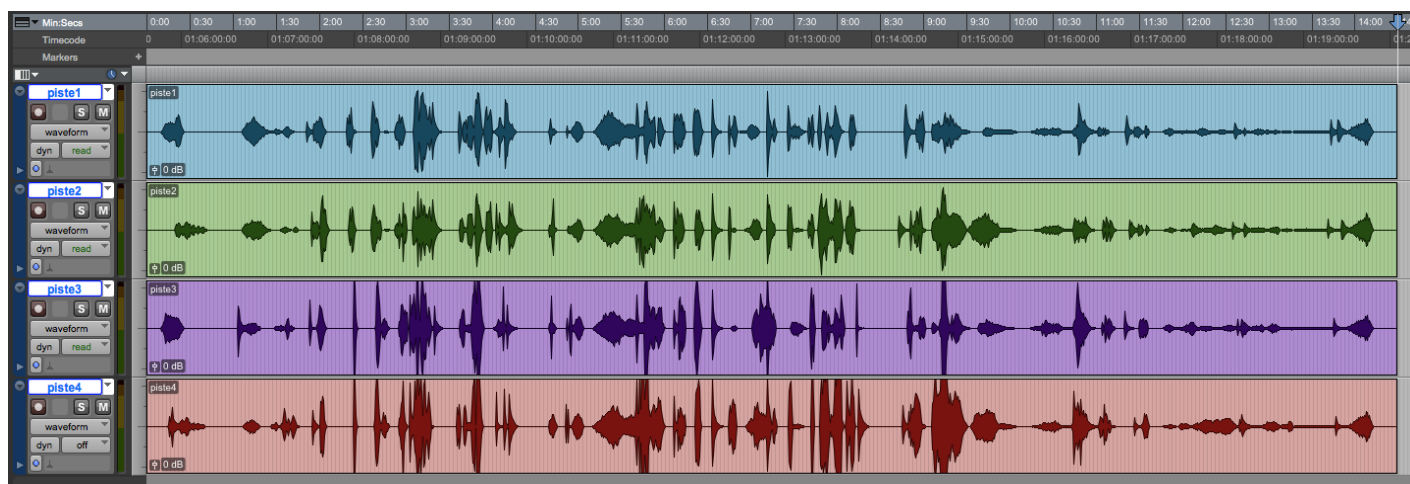 Min:Secs 0:00 0:30 1:00 1:30 2:00 2:30 3:00 3:30 4:00 4:30 5:00 5:30 6:00 6:30 7:00 7:30 8:00 8:30 9:00 9:30 10:00 10:30 11:00 11:30 12:00 12:30 13:00 13:30 14:00
Timecode 0 01:06:00:00 01:07:00:00 01:08:00:00 01:09:00:00 01:10:00:00 01:11:00:00 01:12:00:00 01:13:00:00 01:14:00:00 01:15:00:00 01:16:00:00 01:17:00:00 01:18:00:00 01:19:00:00
Markers +
piste1 piste1
S M
waveform
dyn read
0 dB
piste2 piste2
S M
waveform
dyn read
0 dB
piste3 piste3
S M
waveform
dyn read
0 dB
piste4 piste4
S M
waveform
dyn off
0 dB